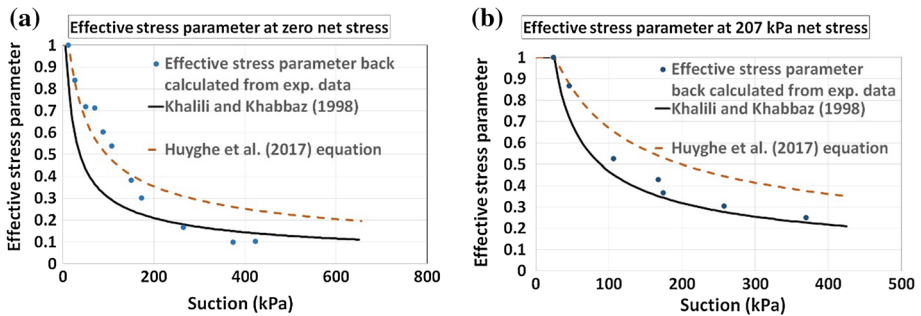 (a)
Effective stress parameter at zero net stress
Effective stress parameter
1
0.9
0.8
0.7
0.6
0.5
0.4
0.3
0.2
0.1
0
Effective stress parameter back
calculated from exp. data
Khalili and Khabbaz (1998)
Huyghe et al. (2017) equation
0 200 400 600 800
Suction (kPa)
(b)
Effective stress parameter at 207 kPa net stress
Effective stress parameter
1
0.9
0.8
0.7
0.6
0.5
0.4
0.3
0.2
0.1
0
Effective stress parameter
back calculated from exp. data
Khalili and Khabbaz (1998)
Huyghe et al. (2017) equation
0 100 200 300 400 500
Suction (kPa)